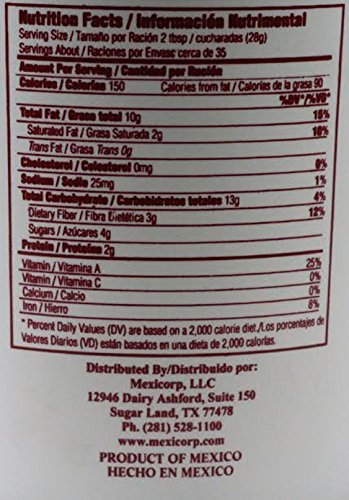 Nutrition Facts / Información Nutrimental
Serving Size / Tamaño por Ración 2 tbsp / cucharadas (28g)
Servings About / Raciones por Envase cerca de 35
Amount Per Serving / Cantidad por Ración
Calories / Calorías 150 Calories from fat / Calorías de la grasa 90
%DV*/%VD*
Total Fat / Grasa total 10g 15%
Saturated Fat / Grasa Saturada 2g 10%
Trans Fat / Grasa Trans 0g
Cholesterol / Colesterol 0mg 0%
Sodium / Sodio 25mg 1%
Total Carbohydrate / Carbohidratos totales 13g 4%
Dietary Fiber / Fibra Dietética 3g 12%
Sugars / Azúcares 4g
Protein / Proteína 2g
Vitamin / Vitamina A 25%
Vitamin / Vitamina C 0%
Calcium / Calcio 0%
Iron / Hierro 8%
* Percent Daily Values (DV) are based on a 2,000 calorie diet./Los porcentajes de
Valores Diarios (VD) están basados en una dieta de 2,000 calorías.
Distributed By/Distribuido por:
Mexicorp, LLC
12946 Dairy Ashford, Suite 150
Sugar Land, TX 77478
Ph. (281) 528-1100
www.mexicorp.com
PRODUCT OF MEXICO
HECHO EN MEXICO